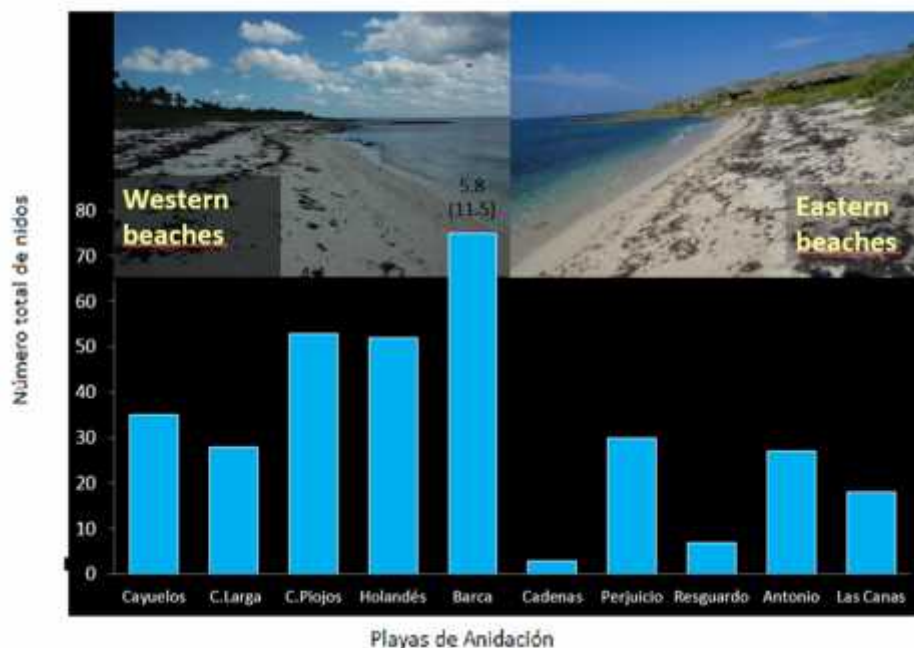 Western
beaches
Eastern
beaches
5.8
(11.5)
Número total de nidos
80
70
60
50
40
30
20
10
0
Cayuelos C.Larga C.Piojos Holandés Barca Cadenas Perjuicio Resguardo Antonio Las Canas
Playas de Anidación